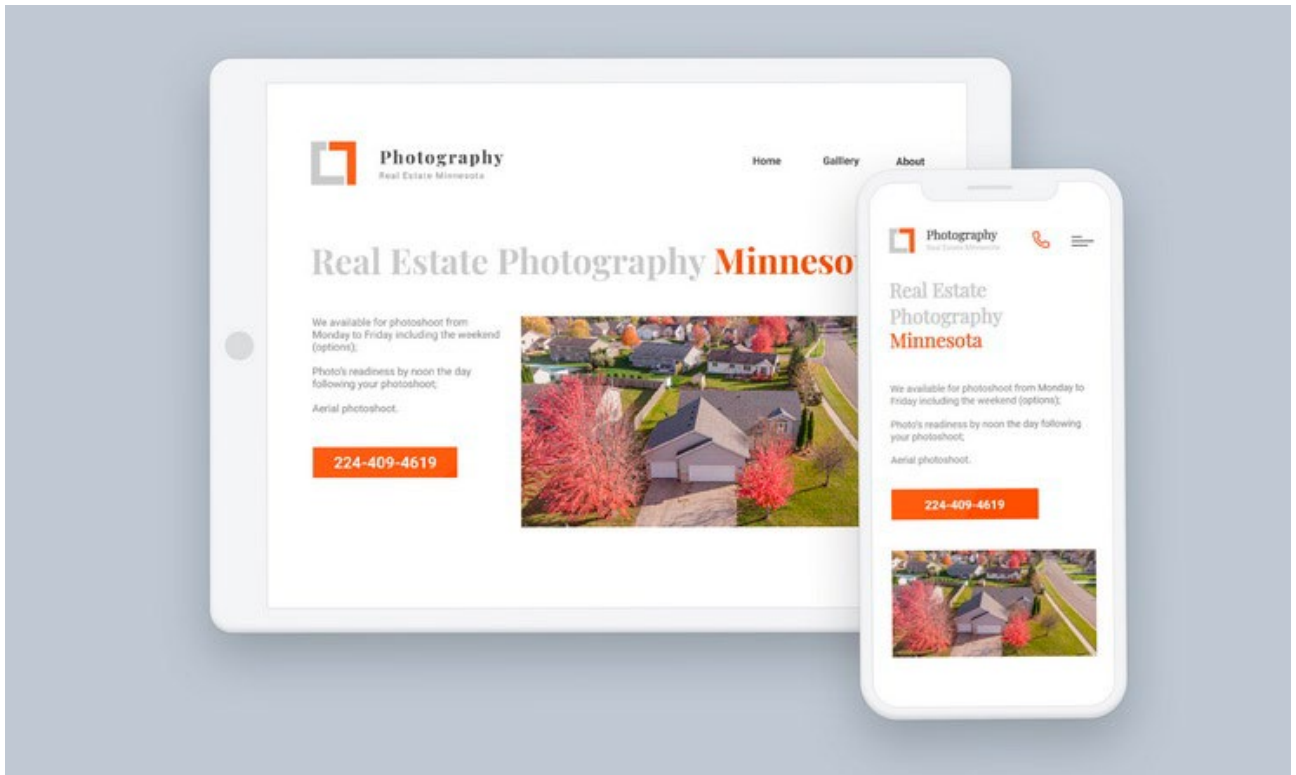 Photography
Real Estate Minnesota
Home Galliery About
Real Estate Photography Minneso
We available for photoshoot from
Monday to Friday including the weekend
(options);
Photo's readiness by noon the day
following your photoshoot;
Aerial photoshoot.
224-409-4619
Photography
Real Estate Minnesota
Real Estate
Photography
Minnesota
We available for photoshoot from Monday to
Friday including the weekend (options);
Photo's readiness by noon the day following
your photoshoot;
Aerial photoshoot.
224-409-4619